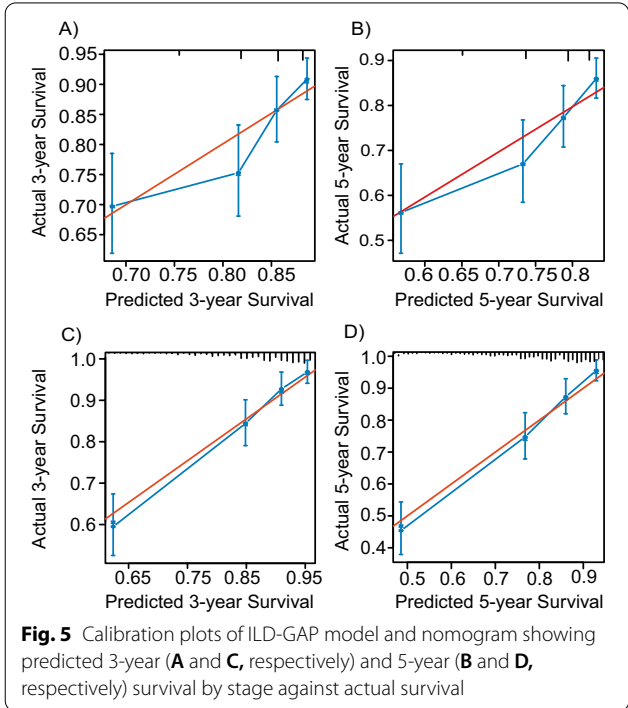 A)
0.95
0.90
0.85
0.80
0.75
0.70
0.65
Actual 3-year Survival
0.70 0.75 0.80 0.85
Predicted 3-year Survival
B)
0.9
0.8
0.7
0.6
0.5
Actual 5-year Survival
0.6 0.65 0.7 0.75 0.8
Predicted 5-year Survival
C)
1.0
0.9
0.8
0.7
0.6
Actual 3-year Survival
0.65 0.75 0.85 0.95
Predicted 3-year Survival
D)
1.0
0.9
0.8
0.7
0.6
0.5
0.4
Actual 5-year Survival
0.5 0.6 0.7 0.8 0.9
Predicted 5-year Survival
Fig. 5 Calibration plots of ILD-GAP model and nomogram showing
predicted 3-year (A and C, respectively) and 5-year (B and D,
respectively) survival by stage against actual survival